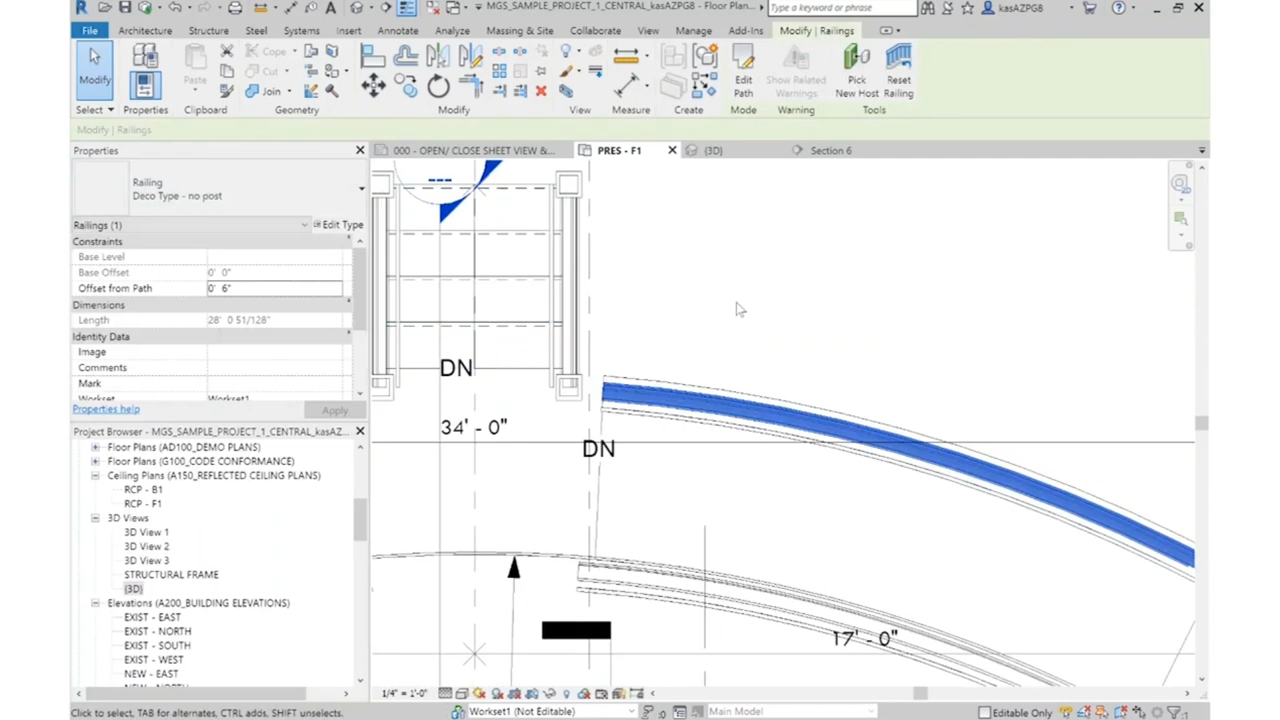 MGS_SAMPLE_PROJECT_1_CENTRAL_kasAZPG8 - Floor Plan...
Type a keyword or phrase
kasAZPG8
File
Architecture
Structure
Steel
Systems
Insert
Annotate
Analyze
Massing & Site
Collaborate
View
Manage
Add-Ins
Modify | Railings
Modify
Properties
Paste
Cope
Cut
Join
Edit
Path
Show Related
Warnings
Pick
New Host
Reset
Railing
Select
Properties
Clipboard
Geometry
Modify
View
Measure
Create
Mode
Warning
Tools
Modify | Railings
Properties
000 - OPEN/ CLOSE SHEET VIEW &...
PRES - F1
{3D}
Section 6
Railing
Deco Type - no post
Railings (1)
Edit Type
Constraints
Base Level
Base Offset 0' 0"
Offset from Path 0' 6"
Dimensions
Length 28' 0 51/128"
Identity Data
Image
Comments
Mark
Workset Workset1
Properties help
Apply
Project Browser - MGS_SAMPLE_PROJECT_1_CENTRAL_kasAZ...
Floor Plans (AD100_DEMO PLANS)
Floor Plans (G100_CODE CONFORMANCE)
Ceiling Plans (A150_REFLECTED CEILING PLANS)
RCP - B1
RCP - F1
3D Views
3D View 1
3D View 2
3D View 3
STRUCTURAL FRAME
{3D}
Elevations (A200_BUILDING ELEVATIONS)
EXIST - EAST
EXIST - NORTH
EXIST - SOUTH
EXIST - WEST
NEW - EAST
DN
34' - 0"
DN
17' - 0"
1/4" = 1'-0"
Click to select, TAB for alternates, CTRL adds, SHIFT unselects.
Workset1 (Not Editable)
:0
Main Model
Editable Only
:1